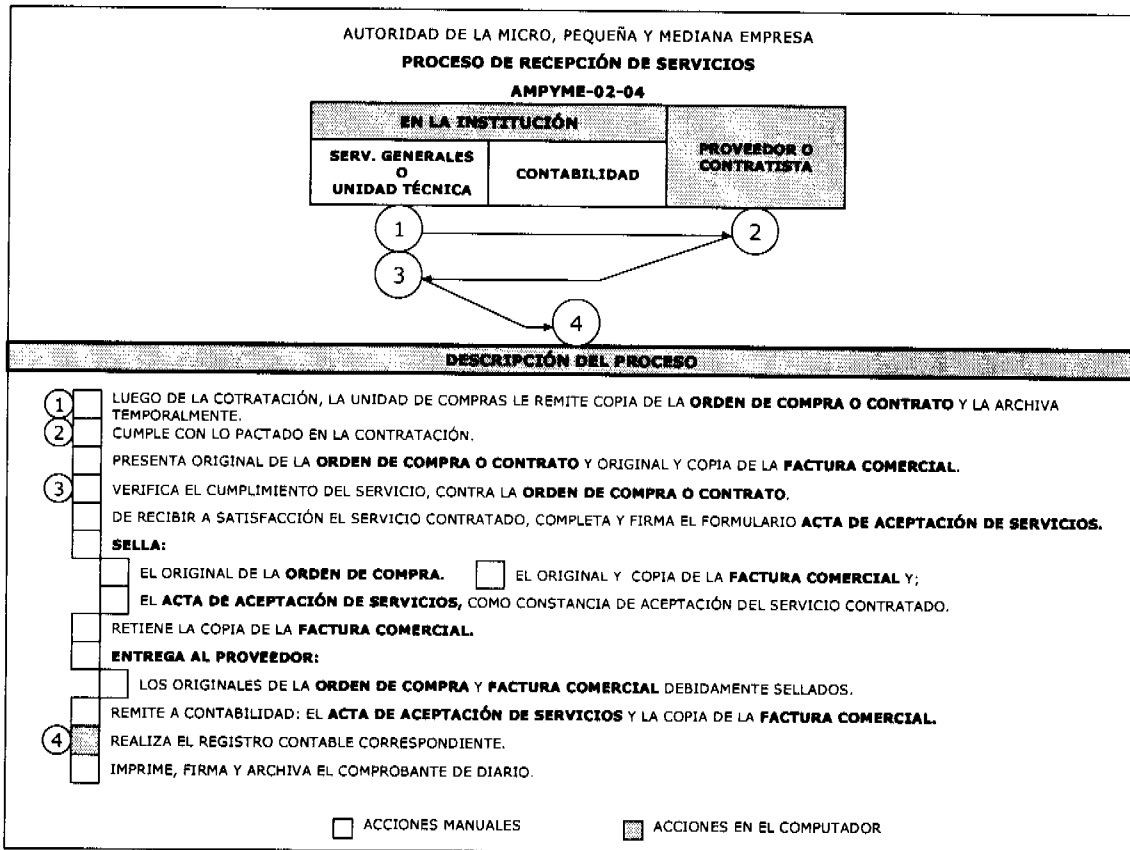 AUTORIDAD DE LA MICRO, PEQUEÑA Y MEDIANA EMPRESA
PROCESO DE RECEPCIÓN DE SERVICIOS
AMPYME-02-04
EN LA INSTITUCIÓN
PROVEEDOR O
CONTRATISTA
SERV. GENERALES
O
UNIDAD TÉCNICA
CONTABILIDAD
1
2
3
4
DESCRIPCIÓN DEL PROCESO
1 LUEGO DE LA COTRATACIÓN, LA UNIDAD DE COMPRAS LE REMITE COPIA DE LA ORDEN DE COMPRA O CONTRATO Y LA ARCHIVA
TEMPORALMENTE.
2 CUMPLE CON LO PACTADO EN LA CONTRATACIÓN.
PRESENTA ORIGINAL DE LA ORDEN DE COMPRA O CONTRATO Y ORIGINAL Y COPIA DE LA FACTURA COMERCIAL.
3 VERIFICA EL CUMPLIMIENTO DEL SERVICIO, CONTRA LA ORDEN DE COMPRA O CONTRATO.
DE RECIBIR A SATISFACCIÓN EL SERVICIO CONTRATADO, COMPLETA Y FIRMA EL FORMULARIO ACTA DE ACEPTACIÓN DE SERVICIOS.
SELLA:
EL ORIGINAL DE LA ORDEN DE COMPRA. EL ORIGINAL Y COPIA DE LA FACTURA COMERCIAL Y;
EL ACTA DE ACEPTACIÓN DE SERVICIOS, COMO CONSTANCIA DE ACEPTACIÓN DEL SERVICIO CONTRATADO.
RETIENE LA COPIA DE LA FACTURA COMERCIAL.
ENTREGA AL PROVEEDOR:
LOS ORIGINALES DE LA ORDEN DE COMPRA Y FACTURA COMERCIAL DEBIDAMENTE SELLADOS.
REMITE A CONTABILIDAD: EL ACTA DE ACEPTACIÓN DE SERVICIOS Y LA COPIA DE LA FACTURA COMERCIAL.
4 REALIZA EL REGISTRO CONTABLE CORRESPONDIENTE.
IMPRIME, FIRMA Y ARCHIVA EL COMPROBANTE DE DIARIO.
ACCIONES MANUALES ACCIONES EN EL COMPUTADOR